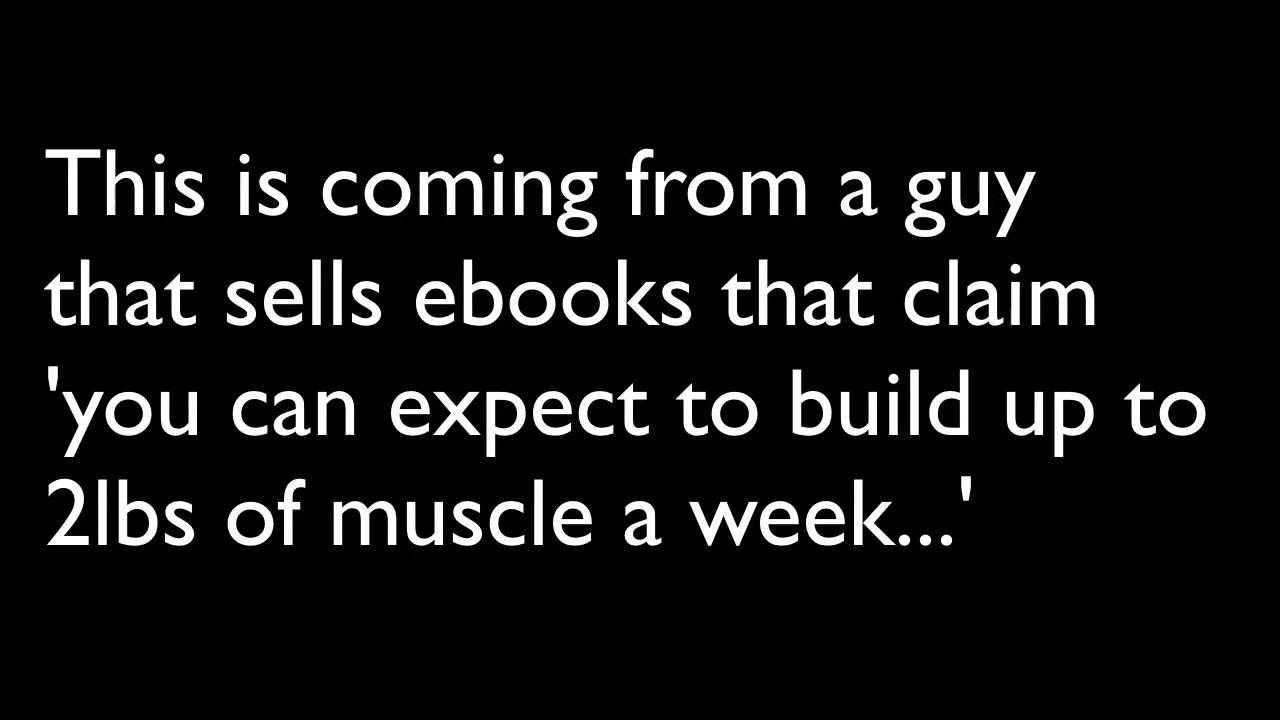 This is coming from a guy
that sells ebooks that claim
'you can expect to build up to
2lbs of muscle a week...'